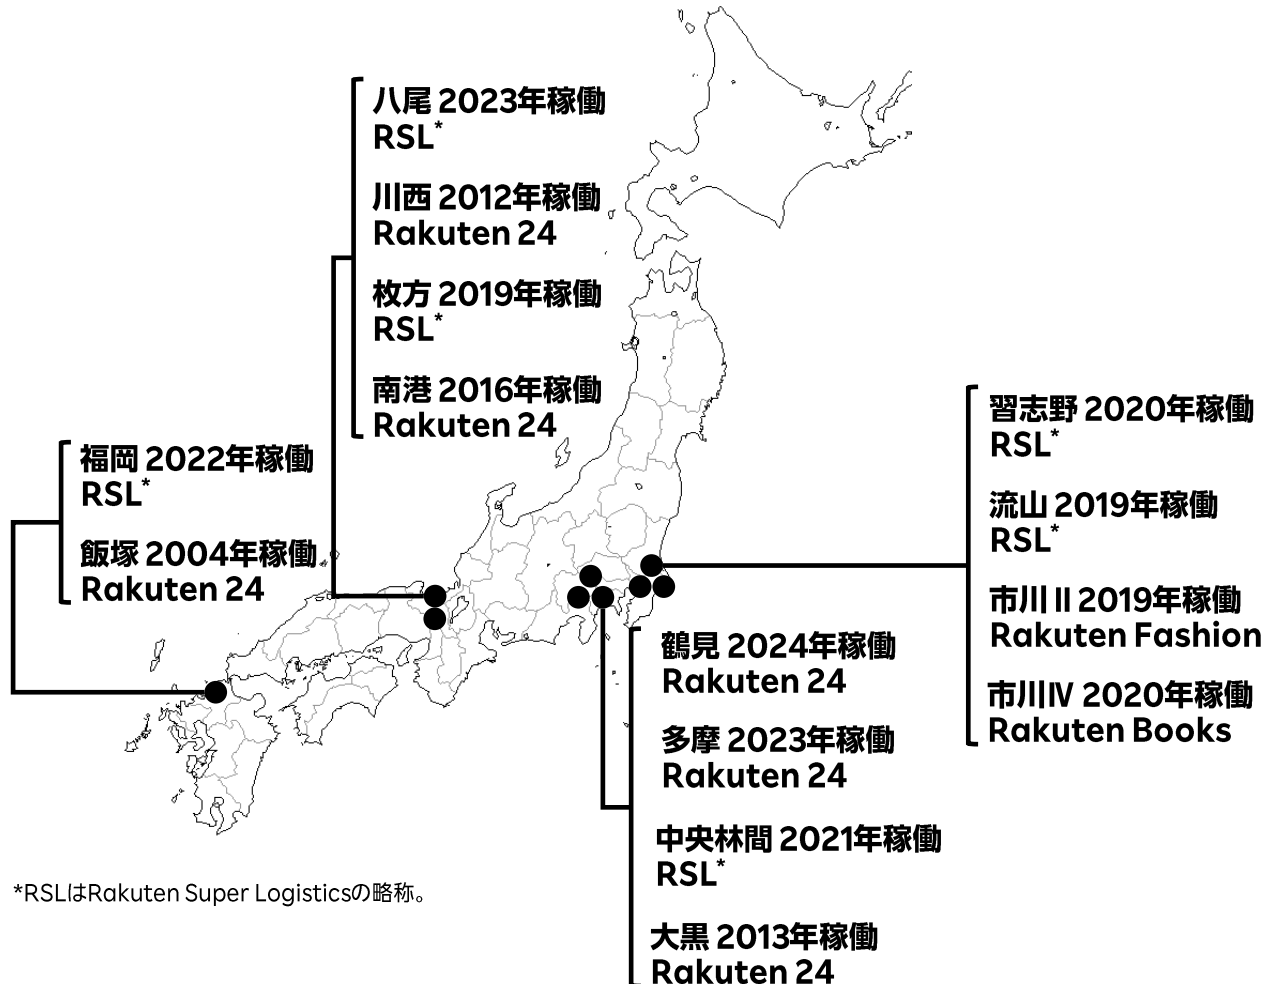 八尾 2023年稼働
RSL*
川西 2012年稼働
Rakuten 24
枚方 2019年稼働
RSL*
南港 2016年稼働
Rakuten 24
福岡 2022年稼働
RSL*
飯塚 2004年稼働
Rakuten 24
習志野 2020年稼働
RSL*
流山 2019年稼働
RSL*
市川Ⅱ 2019年稼働
Rakuten Fashion
市川Ⅳ 2020年稼働
Rakuten Books
鶴見 2024年稼働
Rakuten 24
多摩 2023年稼働
Rakuten 24
中央林間 2021年稼働
RSL*
大黒 2013年稼働
Rakuten 24
*RSLはRakuten Super Logisticsの略称。